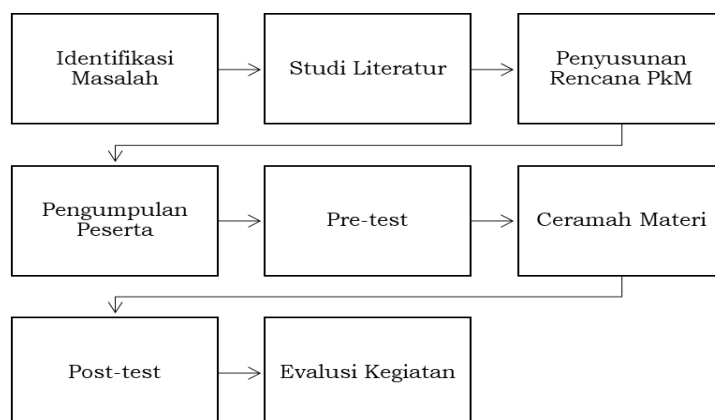 Identifikasi
Masalah
Studi Literatur
Penyusunan
Rencana PkM
Pengumpulan
Peserta
Pre-test
Ceramah Materi
Post-test
Evalusi Kegiatan